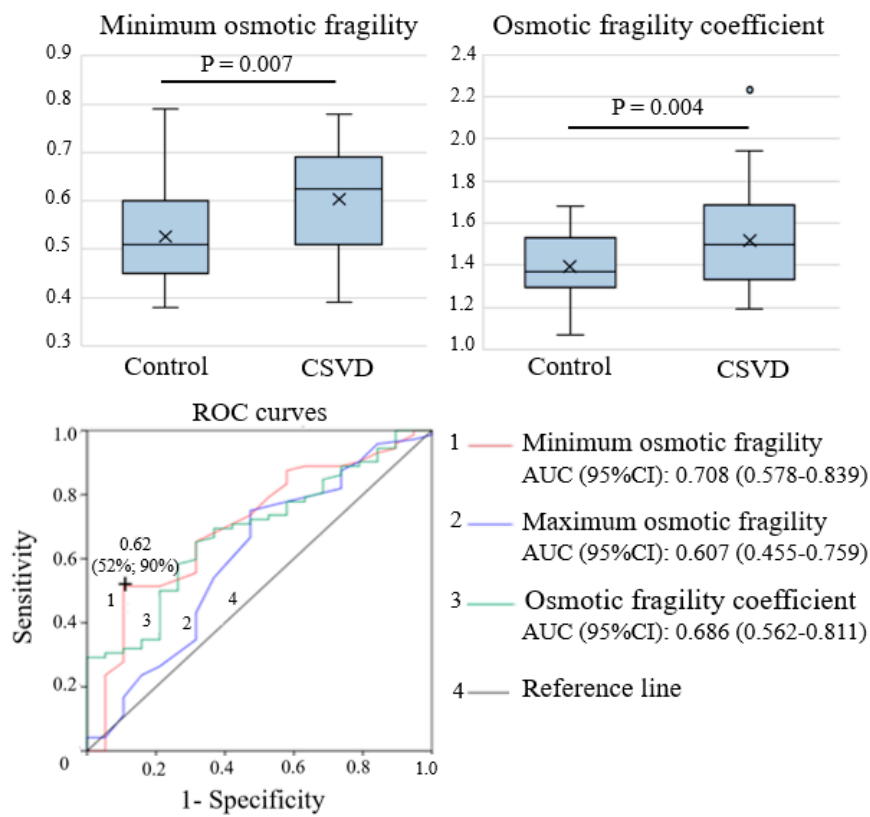 Minimum osmotic fragility
0.9
0.8
0.7
0.6
0.5
0.4
0.3
P = 0.007
Control
CSVD
Osmotic fragility coefficient
2.4
2.2
2.0
1.8
1.6
1.4
1.2
1.0
P = 0.004
Control
CSVD
ROC curves
Sensitivity
1.0
0.8
0.6
0.4
0.2
0
0.62
(52%; 90%)
1
3
2
4
0.2
0.4
0.6
0.8
1.0
1- Specificity
1 Minimum osmotic fragility
AUC (95%CI): 0.708 (0.578-0.839)
2 Maximum osmotic fragility
AUC (95%CI): 0.607 (0.455-0.759)
3 Osmotic fragility coefficient
AUC (95%CI): 0.686 (0.562-0.811)
4 Reference line